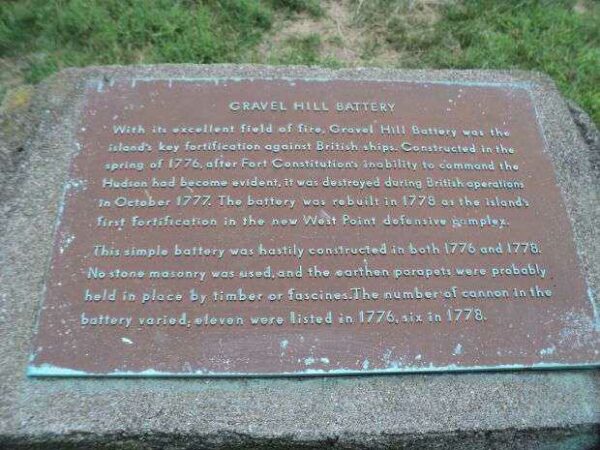 GRAVEL HILL BATTERY
With its excellent field of fire, Gravel Hill Battery was the
island's key fortification against British ships. Constructed in the
spring of 1776, after Fort Constitution's inability to command the
Hudson had become evident, it was destroyed during British operations
in October 1777. The battery was rebuilt in 1778 as the island's
first fortification in the new West Point defensive complex.
This simple battery was hastily constructed in both 1776 and 1778.
No stone masonry was used, and the earthen parapets were probably
held in place by timber or fascines. The number of cannon in the
battery varied, eleven were listed in 1776, six in 1778.